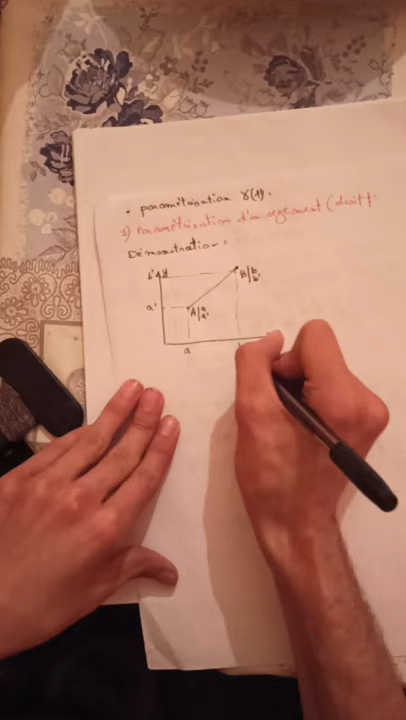 • paramétrisation γ(t).
1) Paramétrisation d'un segment (droit):
Démonstration:
b' y B|b b'
a' A|a a'
a